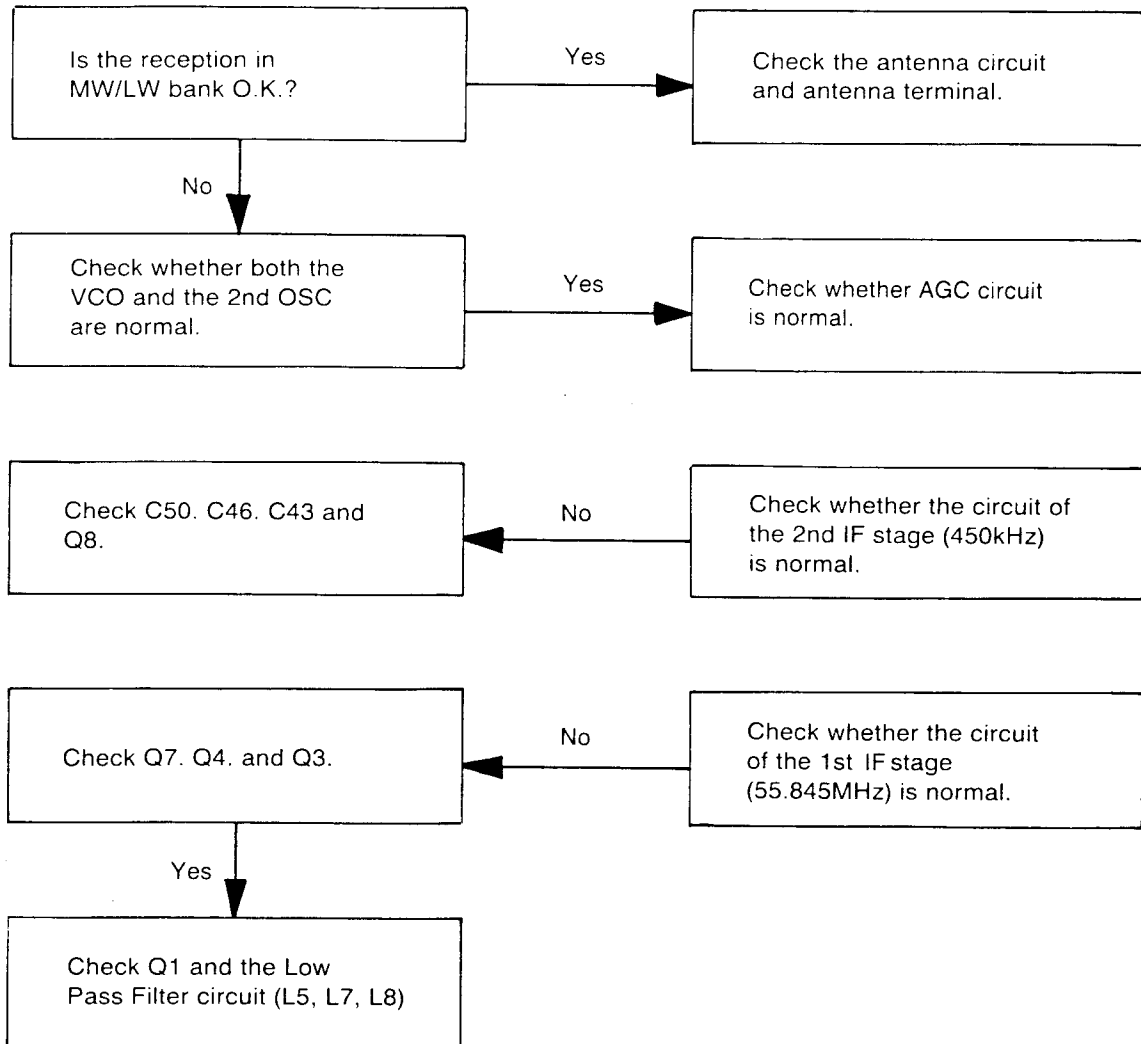 Is the reception in
MW/LW bank O.K.?
Yes
Check the antenna circuit
and antenna terminal.
No
Check whether both the
VCO and the 2nd OSC
are normal.
Yes
Check whether AGC circuit
is normal.
Check C50. C46. C43 and
Q8.
No
Check whether the circuit of
the 2nd IF stage (450kHz)
is normal.
Check Q7. Q4. and Q3.
No
Check whether the circuit
of the 1st IF stage
(55.845MHz) is normal.
Yes
Check Q1 and the Low
Pass Filter circuit (L5, L7, L8)